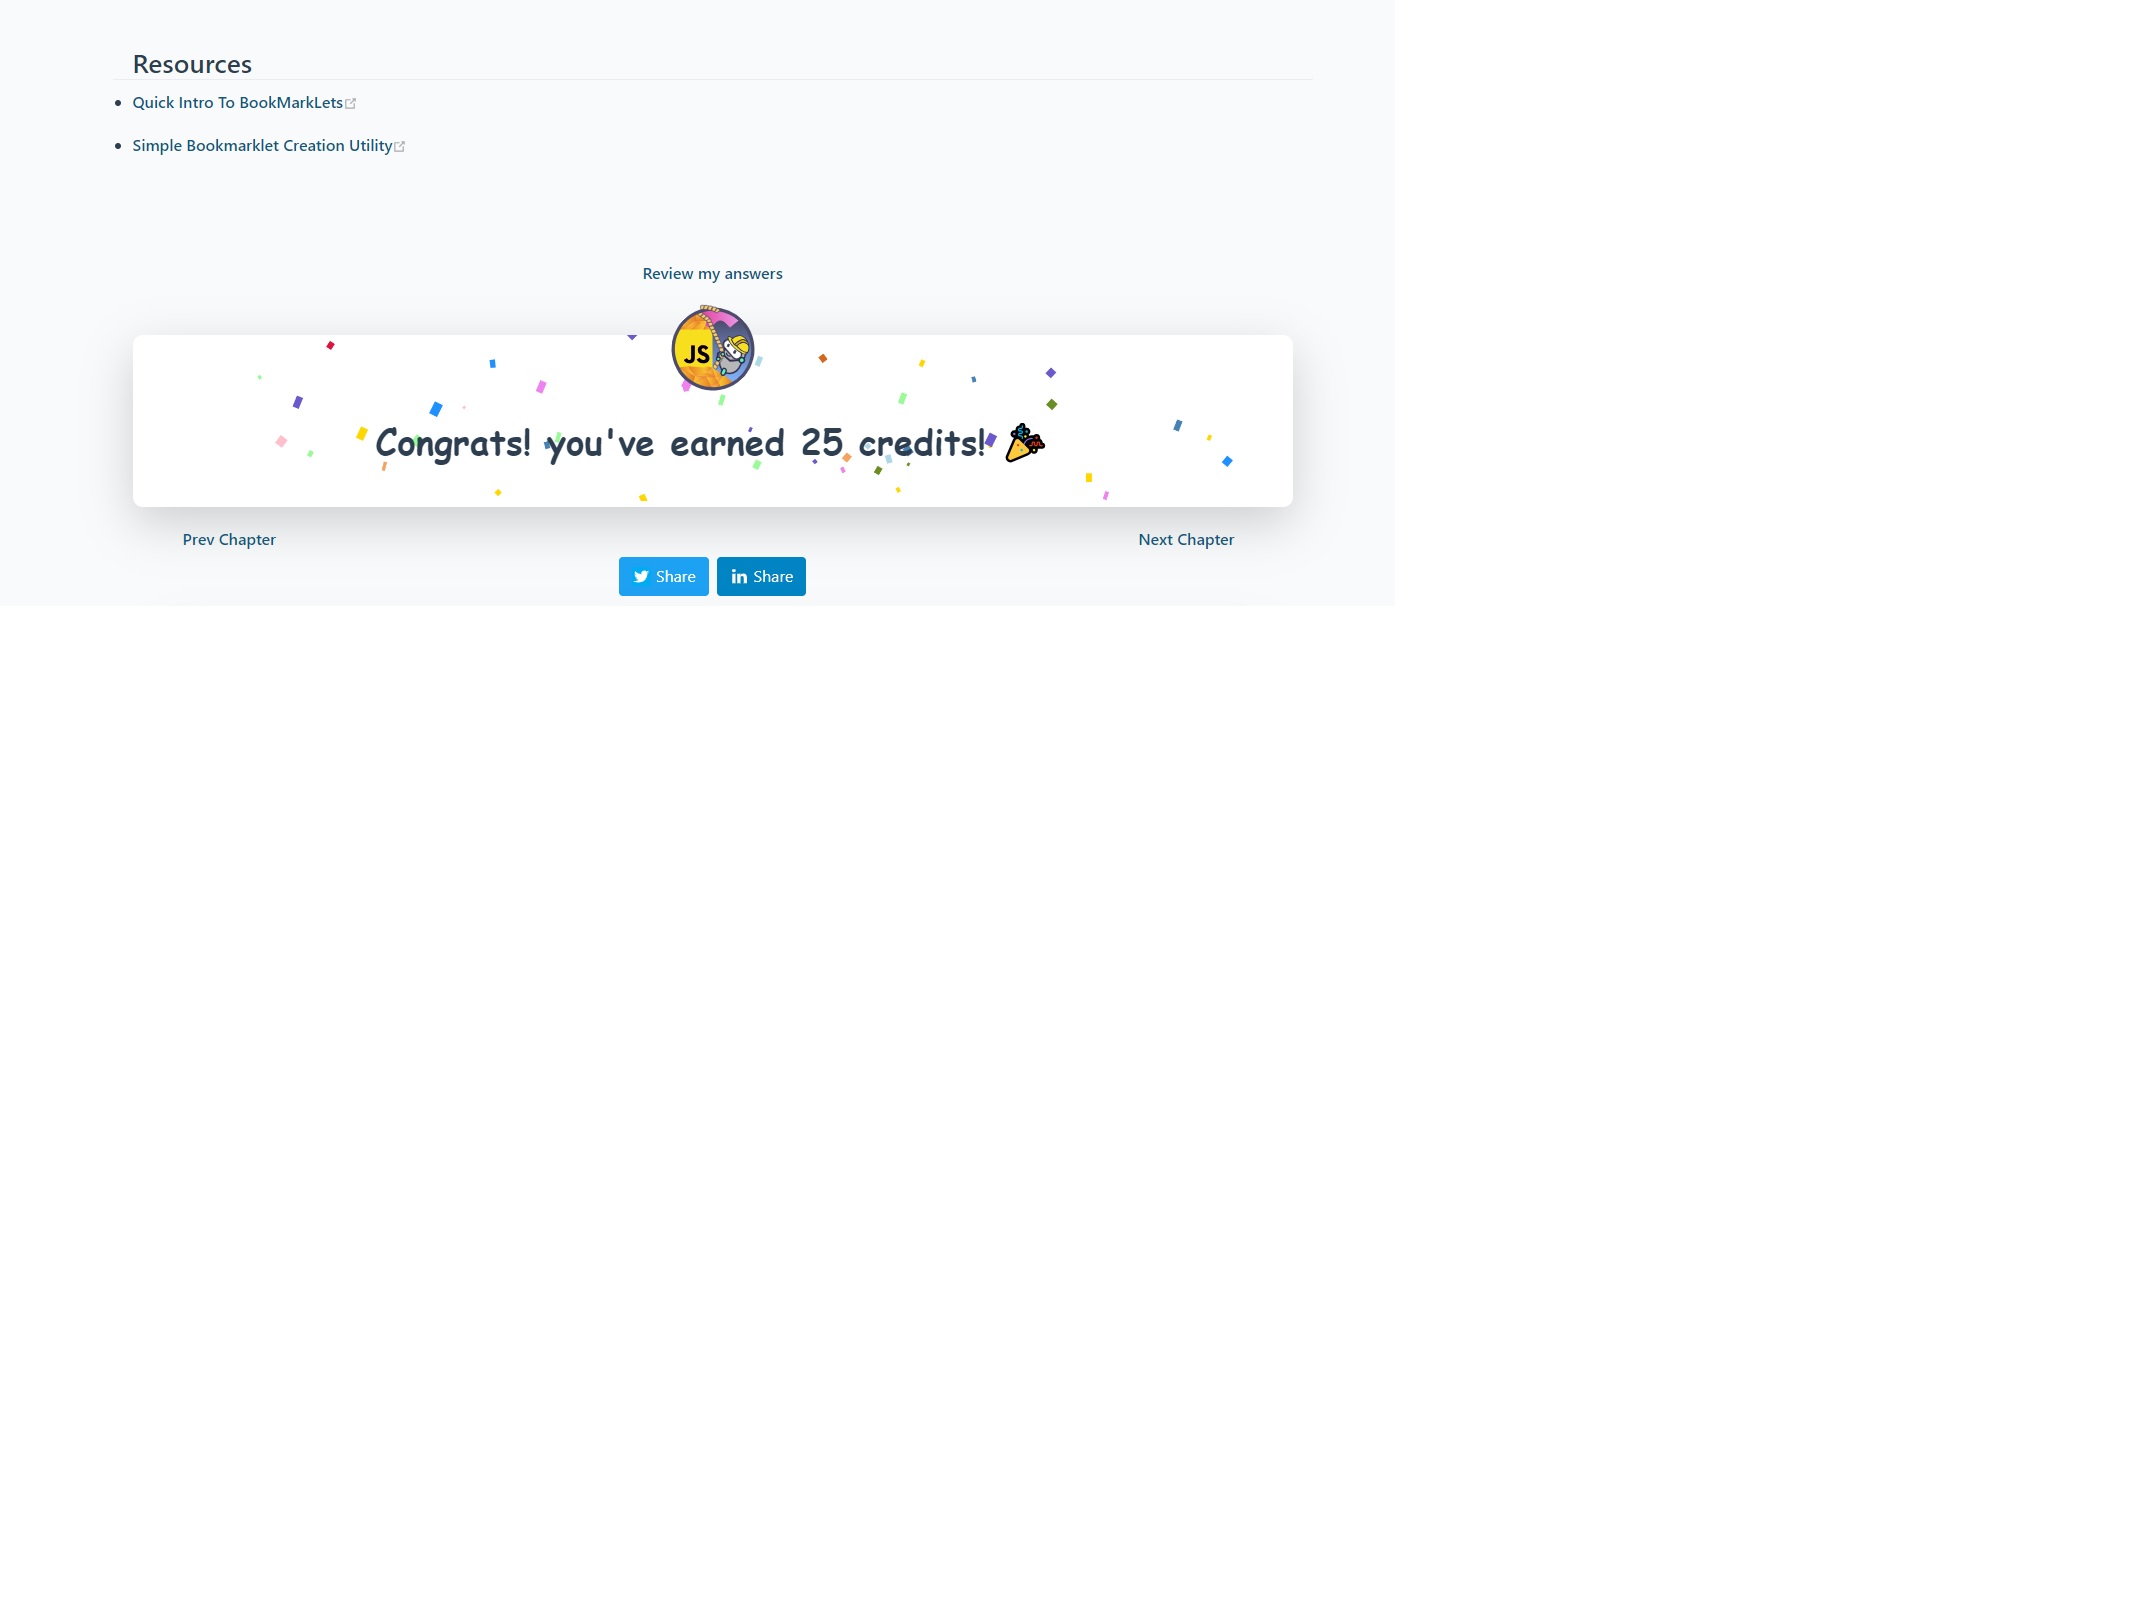 Resources
Quick Intro To BookMarkLets
Simple Bookmarklet Creation Utility
Review my answers
JS
Congrats! you've earned 25 credits! 🎉
Prev Chapter
Next Chapter
Share
Share